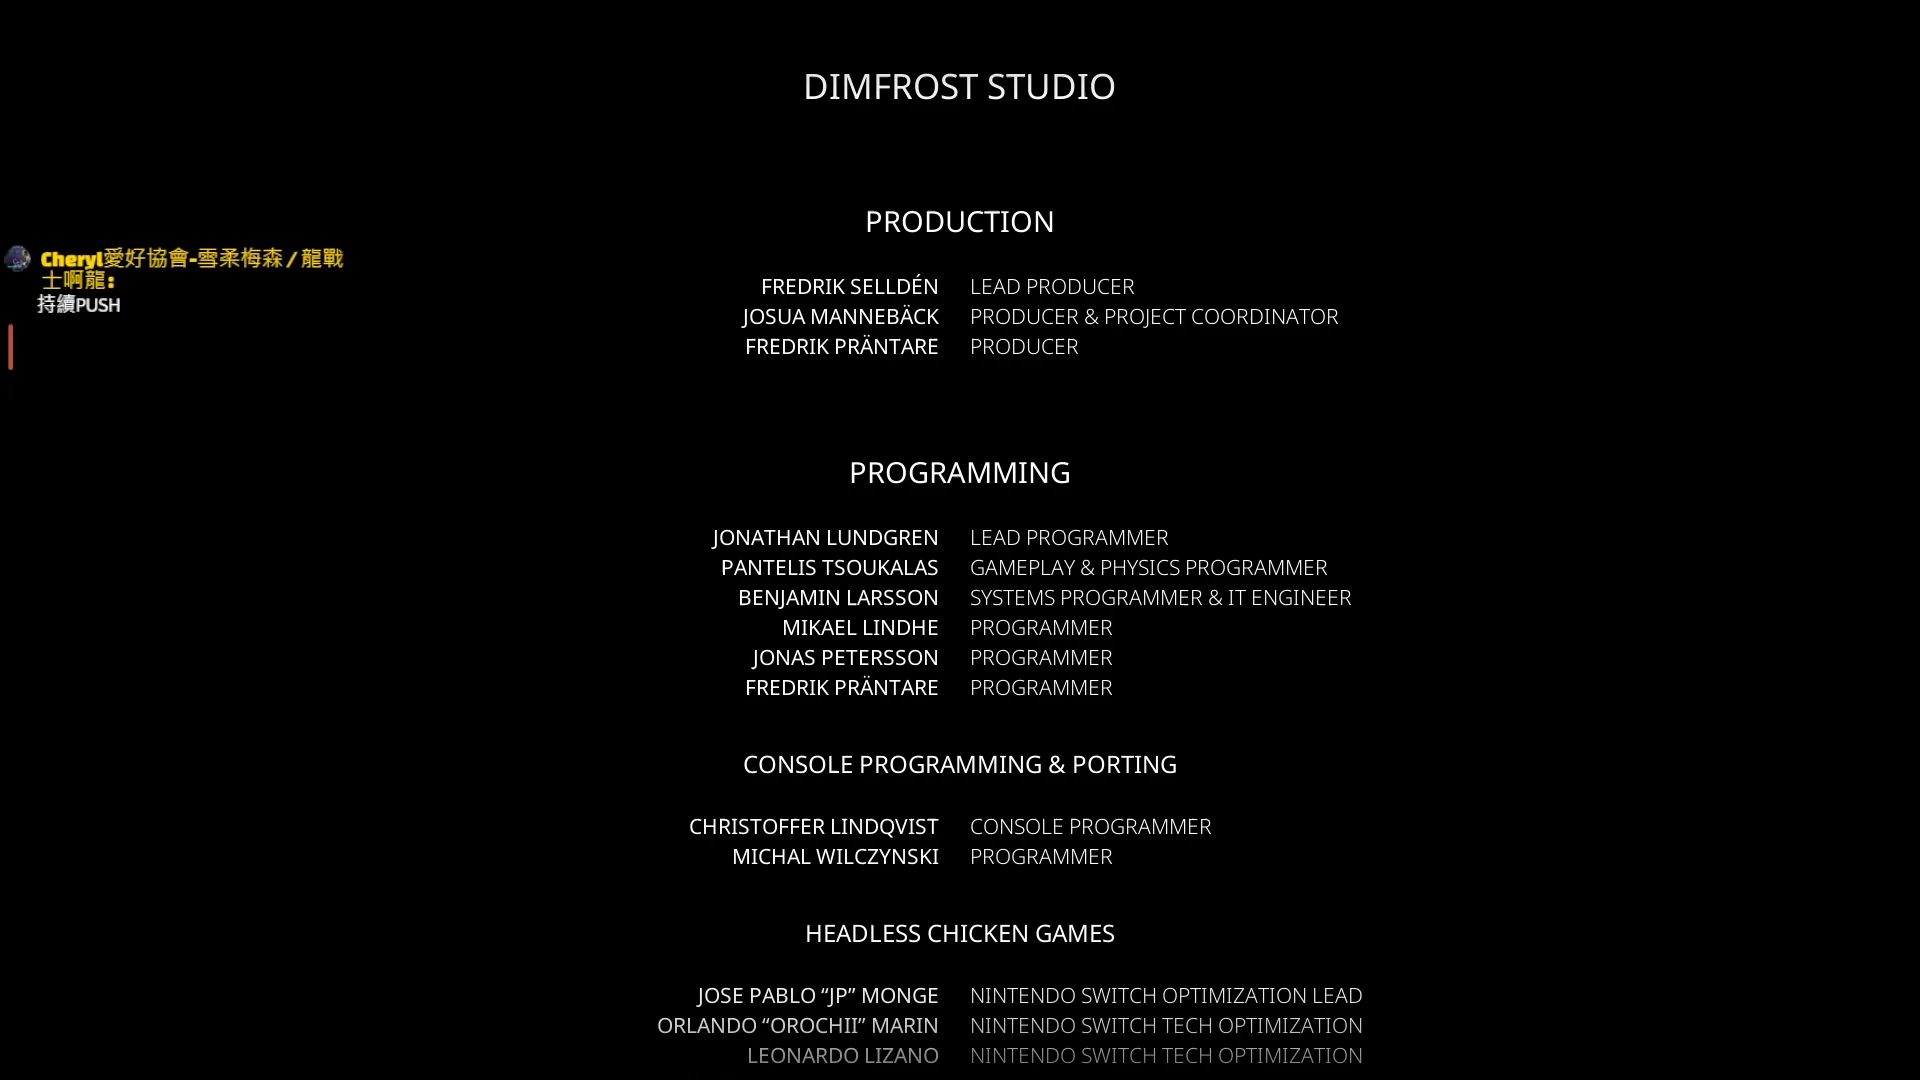 DIMFROST STUDIO
PRODUCTION
Cheryl愛好協會-雪柔梅森/龍戰
士啊龍:
持續PUSH
FREDRIK SELLDÉN LEAD PRODUCER
JOSUA MANNEBÄCK PRODUCER & PROJECT COORDINATOR
FREDRIK PRÄNTARE PRODUCER
PROGRAMMING
JONATHAN LUNDGREN LEAD PROGRAMMER
PANTELIS TSOUKALAS GAMEPLAY & PHYSICS PROGRAMMER
BENJAMIN LARSSON SYSTEMS PROGRAMMER & IT ENGINEER
MIKAEL LINDHE PROGRAMMER
JONAS PETERSSON PROGRAMMER
FREDRIK PRÄNTARE PROGRAMMER
CONSOLE PROGRAMMING & PORTING
CHRISTOFFER LINDQVIST CONSOLE PROGRAMMER
MICHAL WILCZYNSKI PROGRAMMER
HEADLESS CHICKEN GAMES
JOSE PABLO “JP” MONGE NINTENDO SWITCH OPTIMIZATION LEAD
ORLANDO “OROCHII” MARIN NINTENDO SWITCH TECH OPTIMIZATION
LEONARDO LIZANO NINTENDO SWITCH TECH OPTIMIZATION